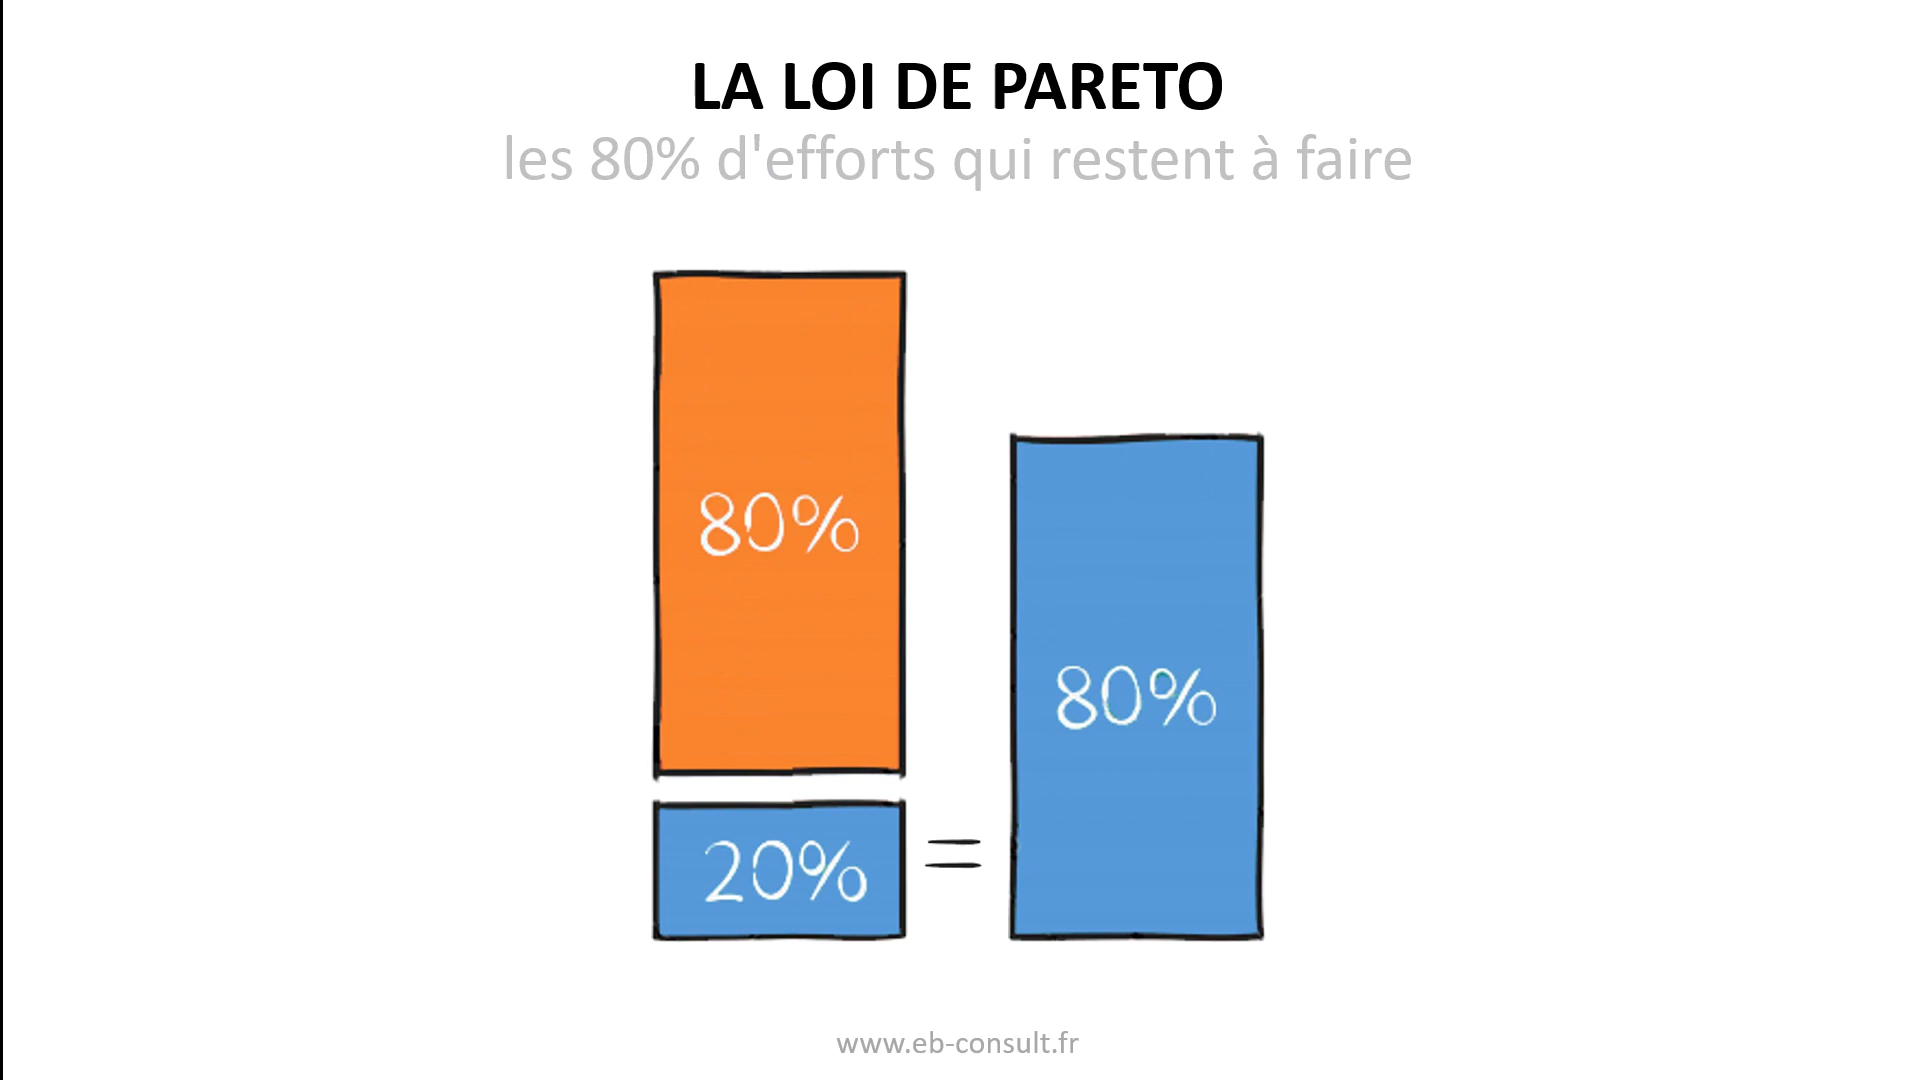 LA LOI DE PARETO
les 80% d'efforts qui restent à faire
80%
80%
20%
=
www.eb-consult.fr